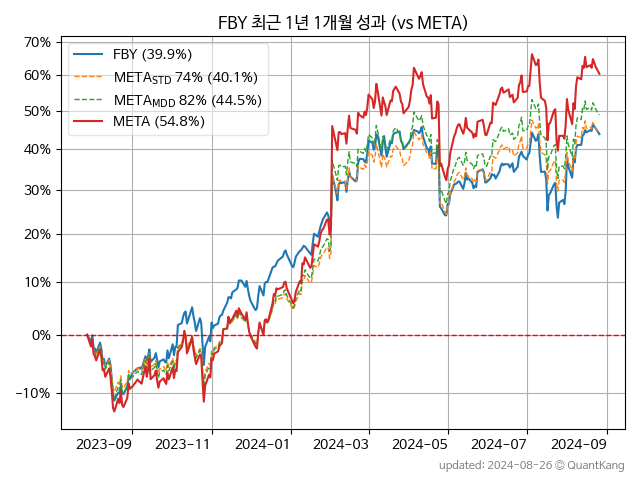 FBY 최근 1년 1개월 성과 (vs META)
70%
60%
50%
40%
30%
20%
10%
0%
−10%
FBY (39.9%)
META_STD 74% (40.1%)
META_MDD 82% (44.5%)
META (54.8%)
2023-09
2023-11
2024-01
2024-03
2024-05
2024-07
2024-09
updated: 2024-08-26 © QuantKang